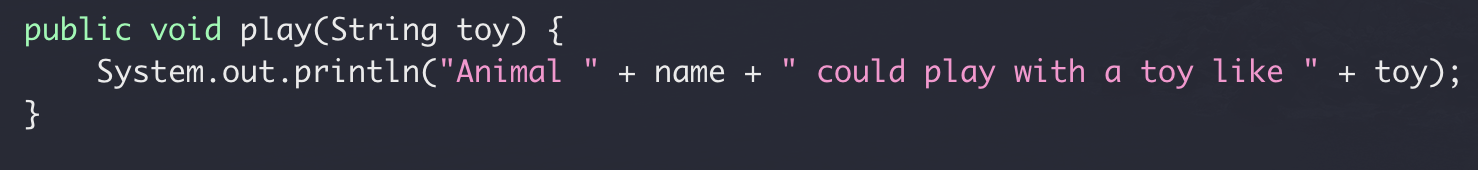 public void play(String toy) {
    System.out.println("Animal " + name + " could play with a toy like " + toy);
}